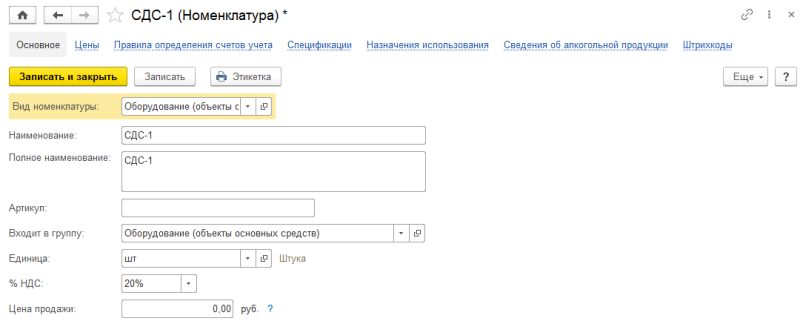 СДС-1 (Номенклатура) *
Основное Цены Правила определения счетов учета Спецификации Назначения использования Сведения об алкогольной продукции Штрихкоды
Записать и закрыть Записать Этикетка Еще ?
Вид номенклатуры: Оборудование (объекты с
Наименование: СДС-1
Полное наименование: СДС-1
Артикул:
Входит в группу: Оборудование (объекты основных средств)
Единица: шт Штука
% НДС: 20%
Цена продажи: 0,00 руб. ?